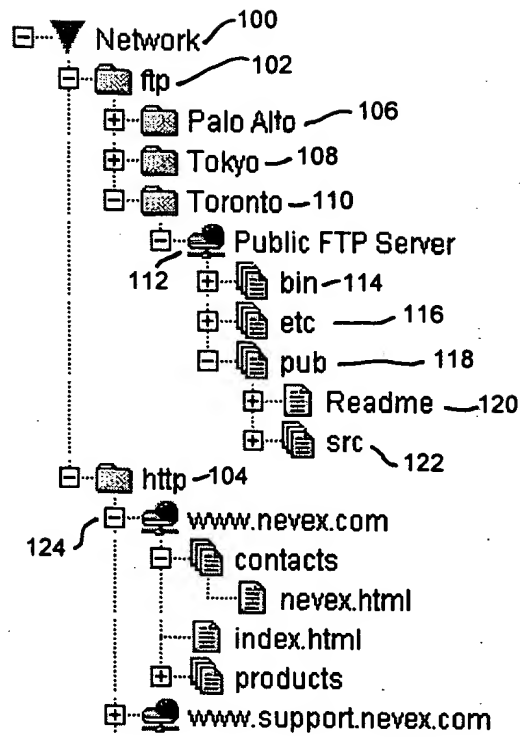 Network 100
ftp 102
Palo Alto 106
Tokyo 108
Toronto 110
Public FTP Server
112
bin 114
etc 116
pub 118
Readme 120
src 122
http 104
124 www.nevex.com
contacts
nevex.html
index.html
products
www.support.nevex.com